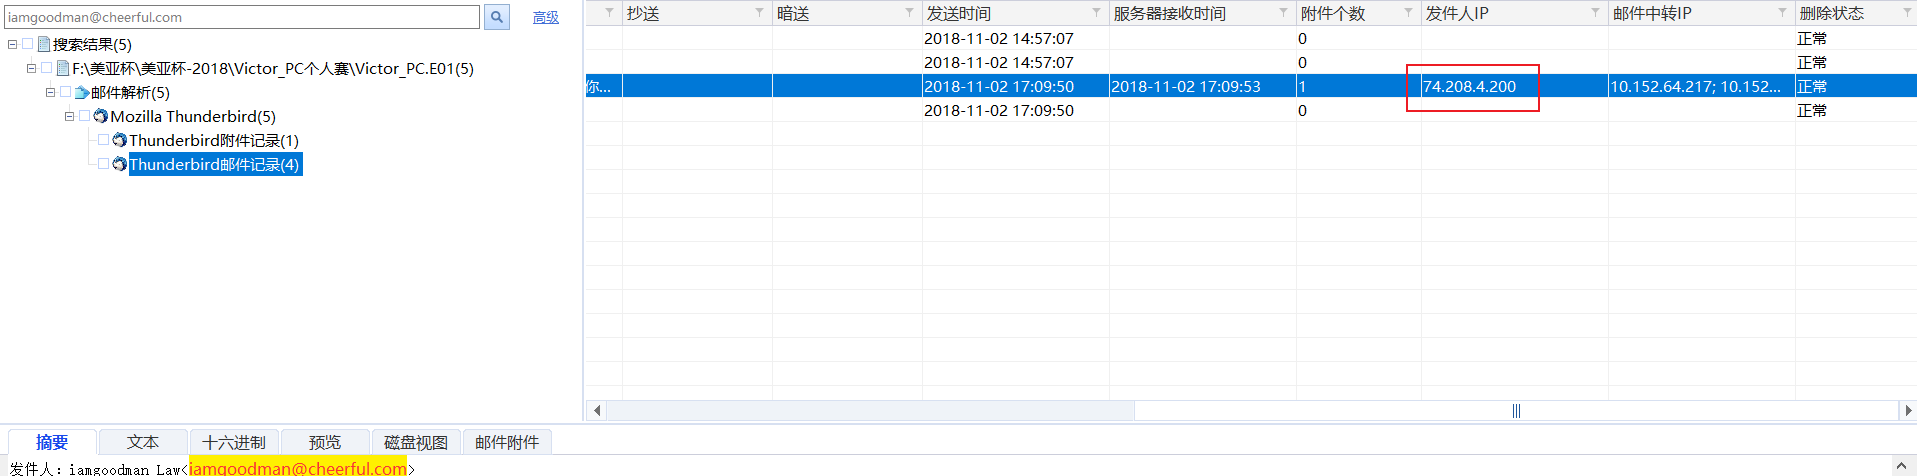 iamgoodman@cheerful.com 高级
搜索结果(5)
F:\美亚杯\美亚杯-2018\Victor_PC个人赛\Victor_PC.E01(5)
邮件解析(5)
Mozilla Thunderbird(5)
Thunderbird附件记录(1)
Thunderbird邮件记录(4)
抄送 暗送 发送时间 服务器接收时间 附件个数 发件人IP 邮件中转IP 删除状态
2018-11-02 14:57:07 0 正常
2018-11-02 14:57:07 0 正常
你... 2018-11-02 17:09:50 2018-11-02 17:09:53 1 74.208.4.200 10.152.64.217; 10.152... 正常
2018-11-02 17:09:50 0 正常
摘要 文本 十六进制 预览 磁盘视图 邮件附件
发件人: iamgoodman Law<iamgoodman@cheerful.com>